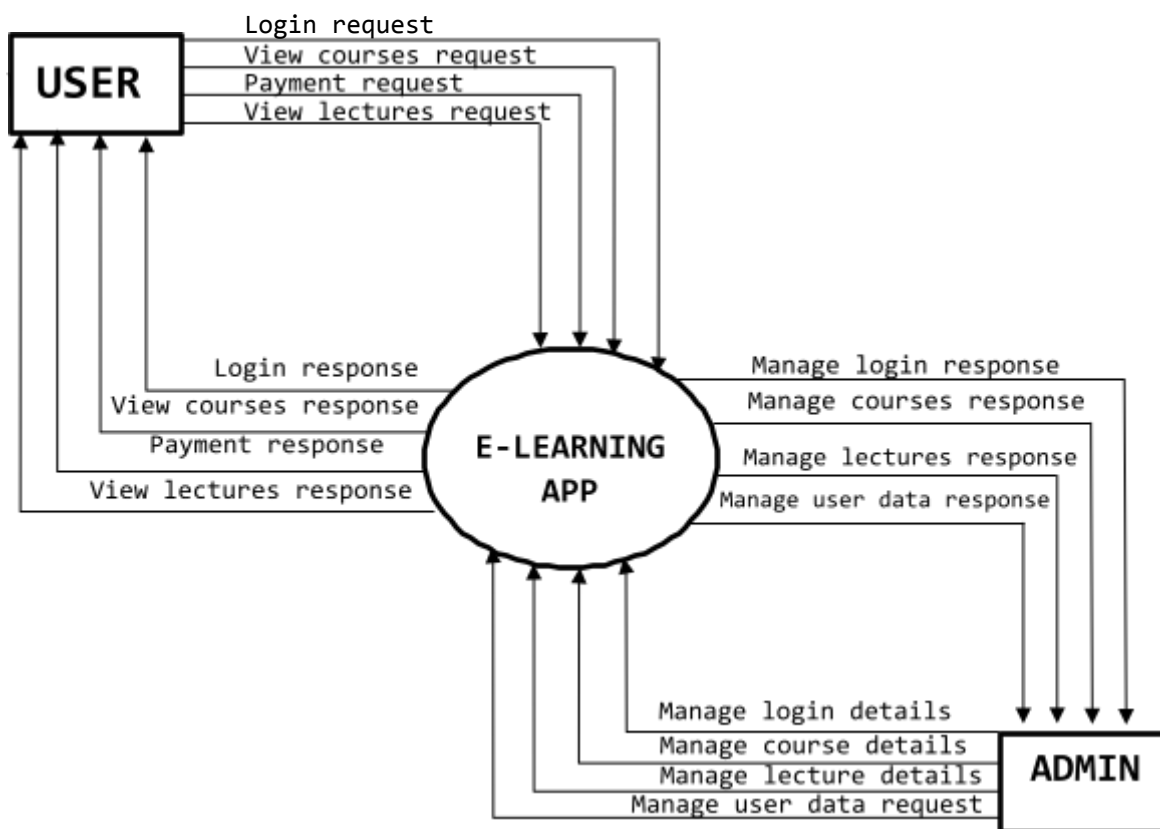 Login request
View courses request
USER
Payment request
View lectures request
Login response
Manage login response
View courses response
Manage courses response
Payment response
E-LEARNING
APP
Manage lectures response
View lectures response
Manage user data response
Manage login details
Manage course details
ADMIN
Manage lecture details
Manage user data request